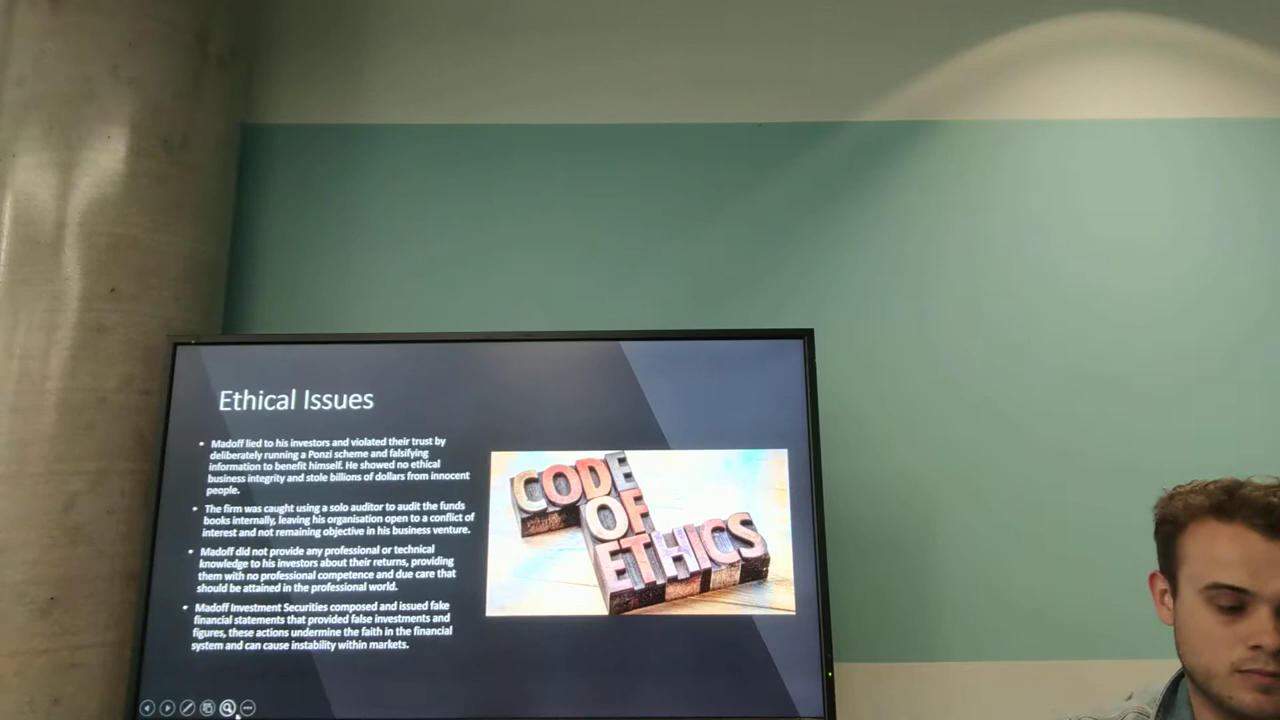 Ethical Issues
• Madoff lied to his investors and violated their trust by
deliberately running a Ponzi scheme and falsifying
information to benefit himself. He showed no ethical
business integrity and stole billions of dollars from innocent
people.
• The firm was caught using a solo auditor to audit the funds
books internally, leaving his organisation open to a conflict of
interest and not remaining objective in his business venture.
• Madoff did not provide any professional or technical
knowledge to his investors about their returns, providing
them with no professional competence and due care that
should be attained in the professional world.
• Madoff Investment Securities composed and issued fake
financial statements that provided false investments and
figures, these actions undermine the faith in the financial
system and can cause instability within markets.
CODE
OF
ETHICS